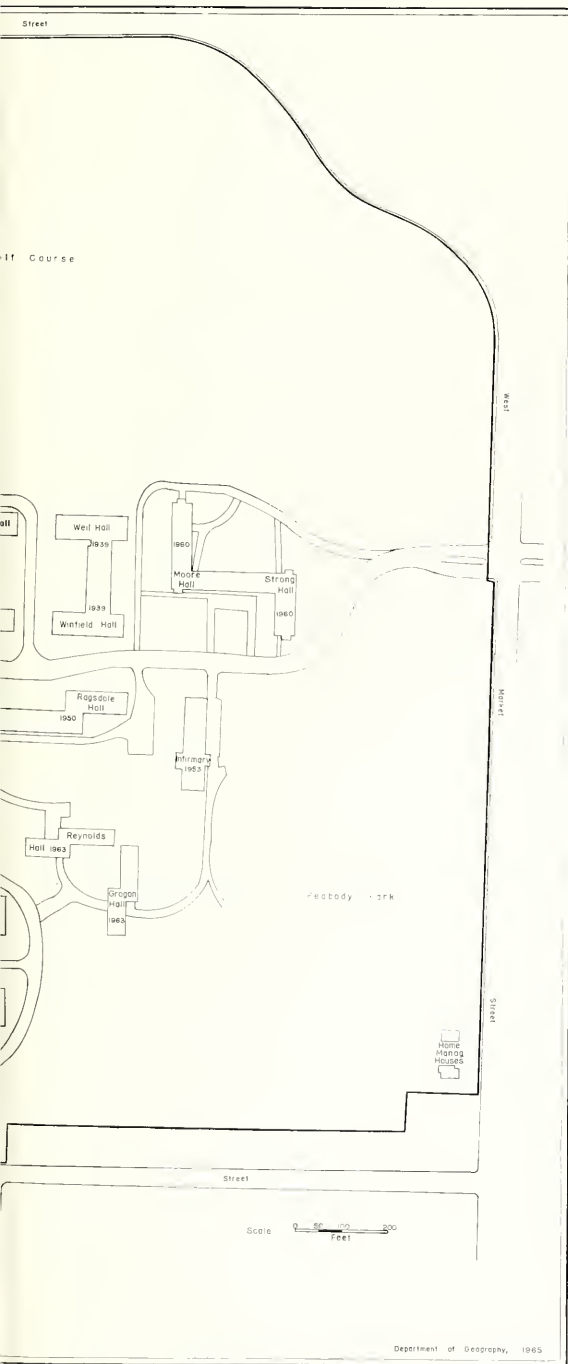 Street
lf Course
West
all
Weil Hall
1939
1939
Winfield Hall
1960
Moore
Hall
Strong
Hall
1960
Market
Ragsdale
Hall
1950
Infirmary
1953
Reynolds
Hall 1963
Grogan
Hall
1963
Peabody
Street
Home
Manag
Houses
Street
Scale 0 50 100 200
Feet
Department of Geography, 1965